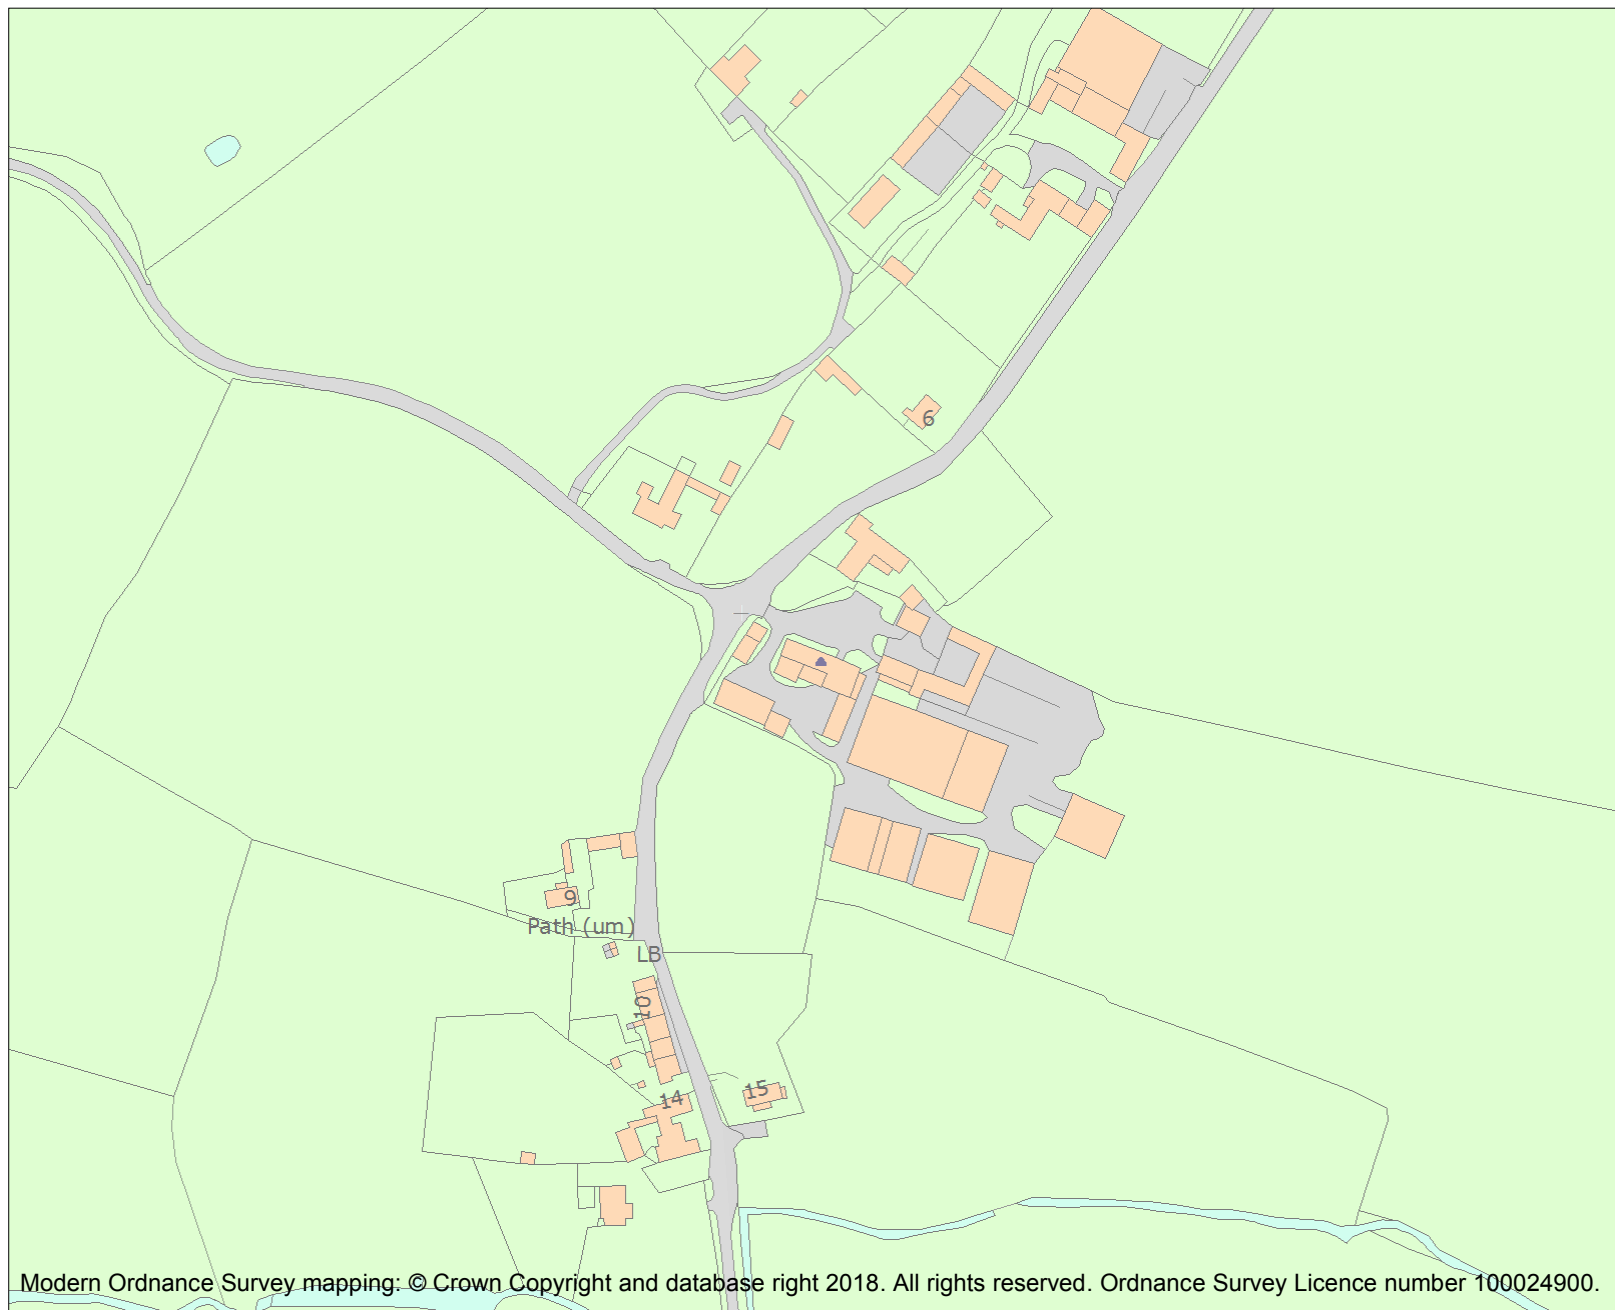 6
9
Path (um)
LB
10
15
14
Modern Ordnance Survey mapping: © Crown Copyright and database right 2018. All rights reserved. Ordnance Survey Licence number 100024900.